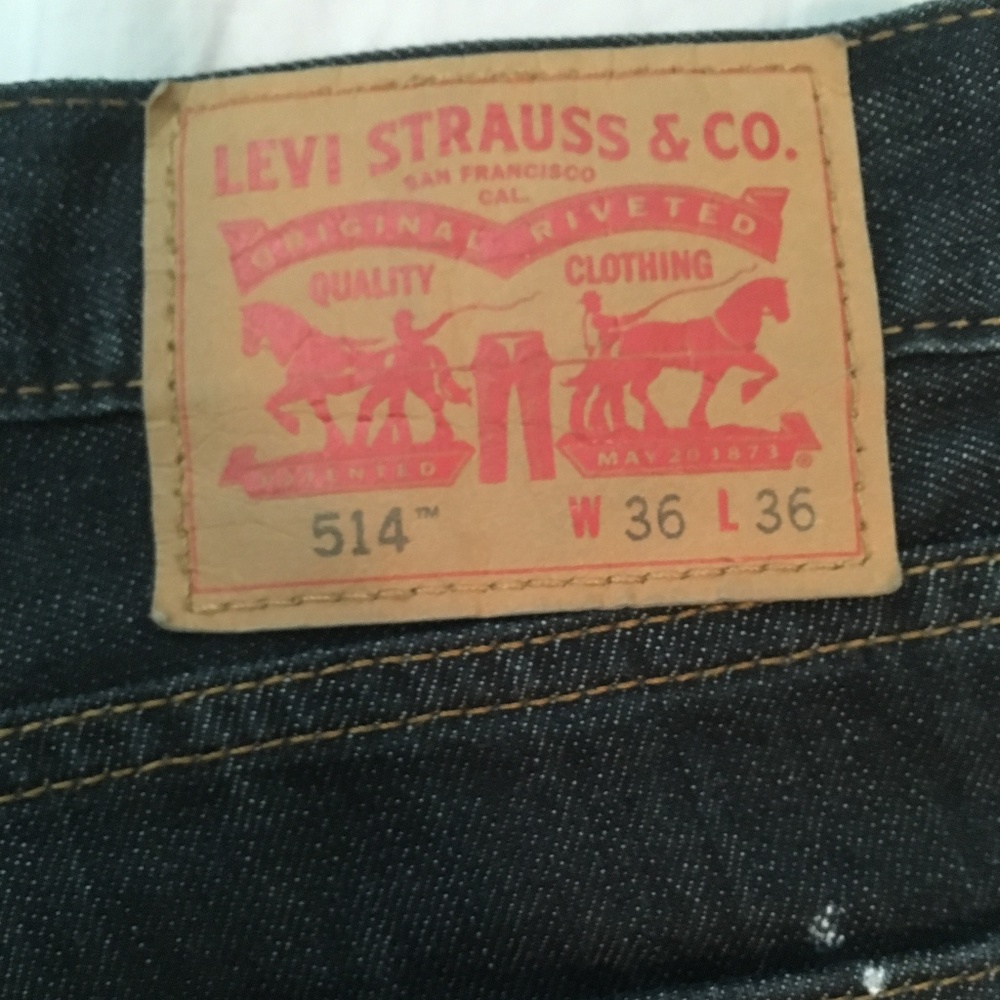 LEVI STRAUSS & CO.
SAN FRANCISCO
CAL.
ORIGINAL RIVETED
QUALITY CLOTHING
PATENTED MAY 20 1873 ®
514™ W 36 L 36